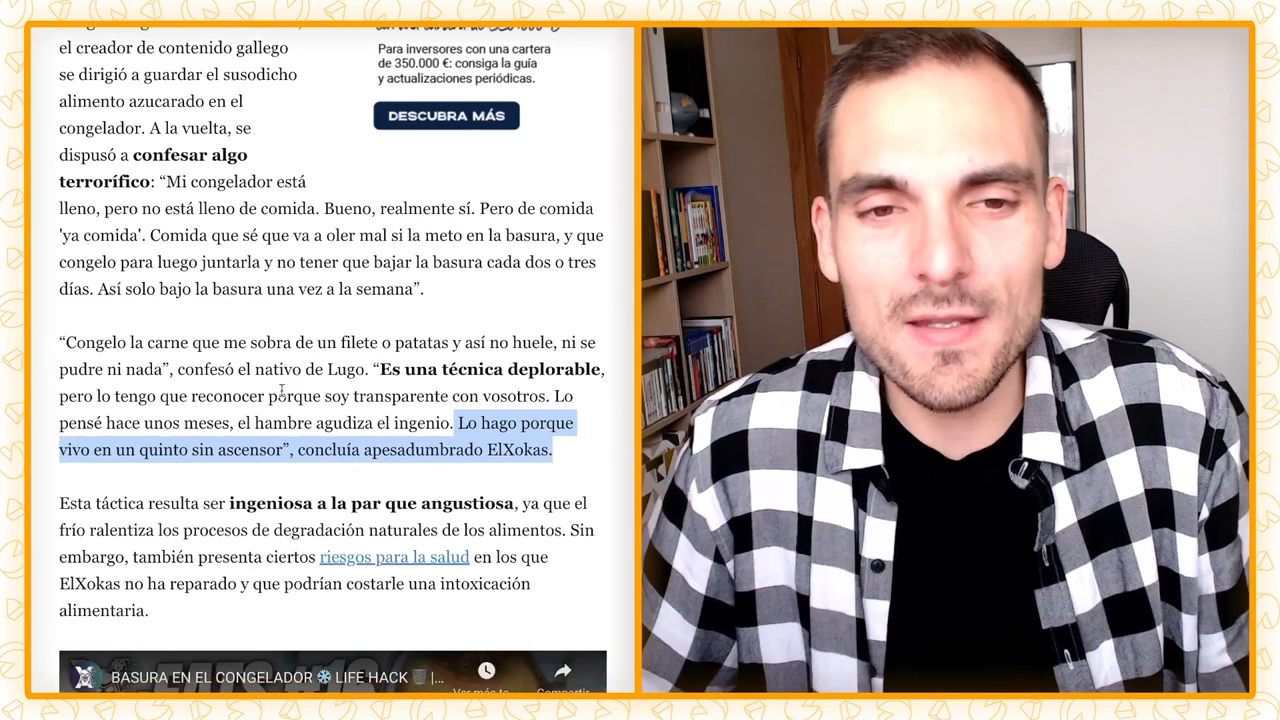 el creador de contenido gallego
se dirigió a guardar el susodicho
alimento azucarado en el
congelador. A la vuelta, se
dispusó a confesar algo
terrorífico: “Mi congelador está
lleno, pero no está lleno de comida. Bueno, realmente sí. Pero de comida
'ya comida'. Comida que sé que va a oler mal si la meto en la basura, y que
congelo para luego juntarla y no tener que bajar la basura cada dos o tres
días. Así solo bajo la basura una vez a la semana”.
Para inversores con una cartera
de 350.000 €: consiga la guía
y actualizaciones periódicas.
DESCUBRA MÁS
“Congelo la carne que me sobra de un filete o patatas y así no huele, ni se
pudre ni nada”, confesó el nativo de Lugo. “Es una técnica deplorable,
pero lo tengo que reconocer porque soy transparente con vosotros. Lo
pensé hace unos meses, el hambre agudiza el ingenio. Lo hago porque
vivo en un quinto sin ascensor”, concluía apesadumbrado ElXokas.
Esta táctica resulta ser ingeniosa a la par que angustiosa, ya que el
frío ralentiza los procesos de degradación naturales de los alimentos. Sin
embargo, también presenta ciertos riesgos para la salud en los que
ElXokas no ha reparado y que podrían costarle una intoxicación
alimentaria.
BASURA EN EL CONGELADOR ❄ LIFE HACK 🗑 |...
Ver más ta
Compartir